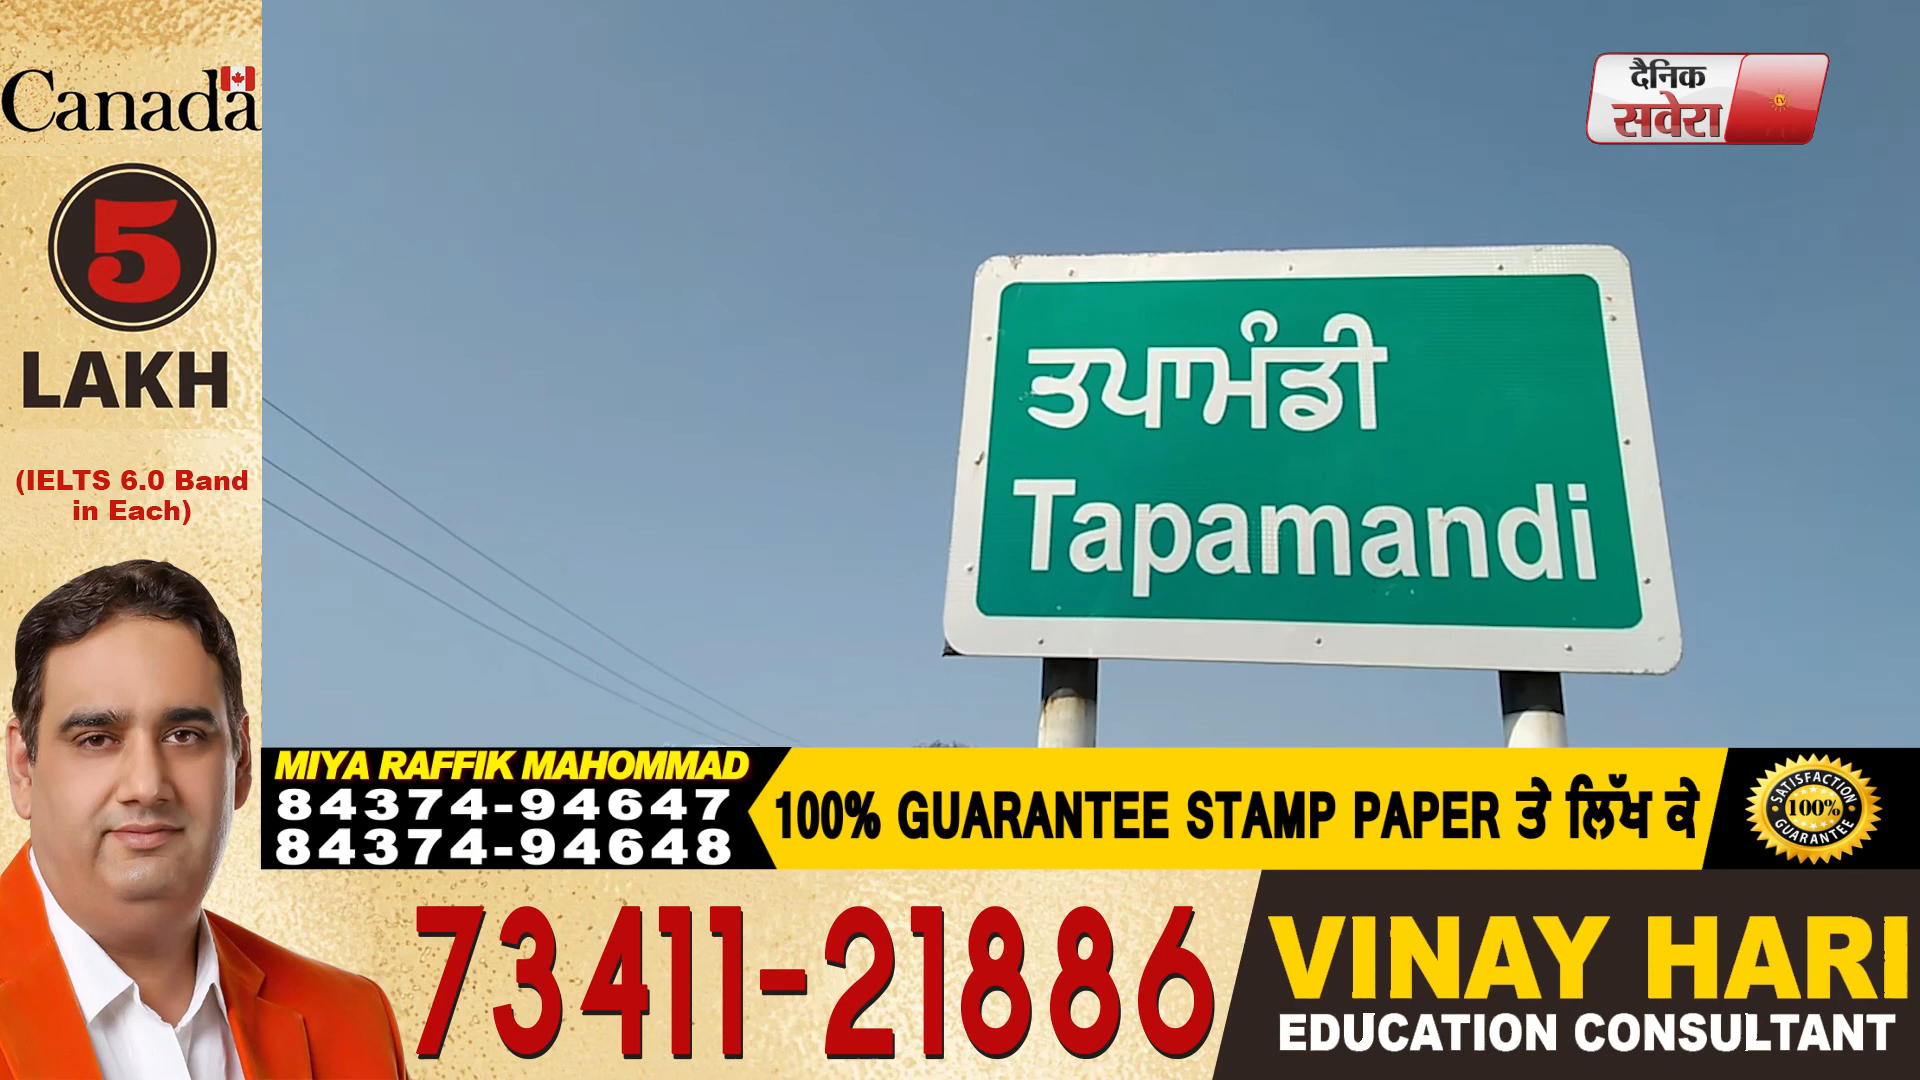 Canada
5
LAKH
(IELTS 6.0 Band
in Each)
दैनिक
सवेरा
tv
ਤਪਾਮੰਡੀ
Tapamandi
MIYA RAFFIK MAHOMMAD
84374-94647
84374-94648
100% GUARANTEE STAMP PAPER ਤੇ ਲਿੱਖ ਕੇ
SATISFACTION
100%
GUARANTEE
73411-21886
VINAY HARI
EDUCATION CONSULTANT